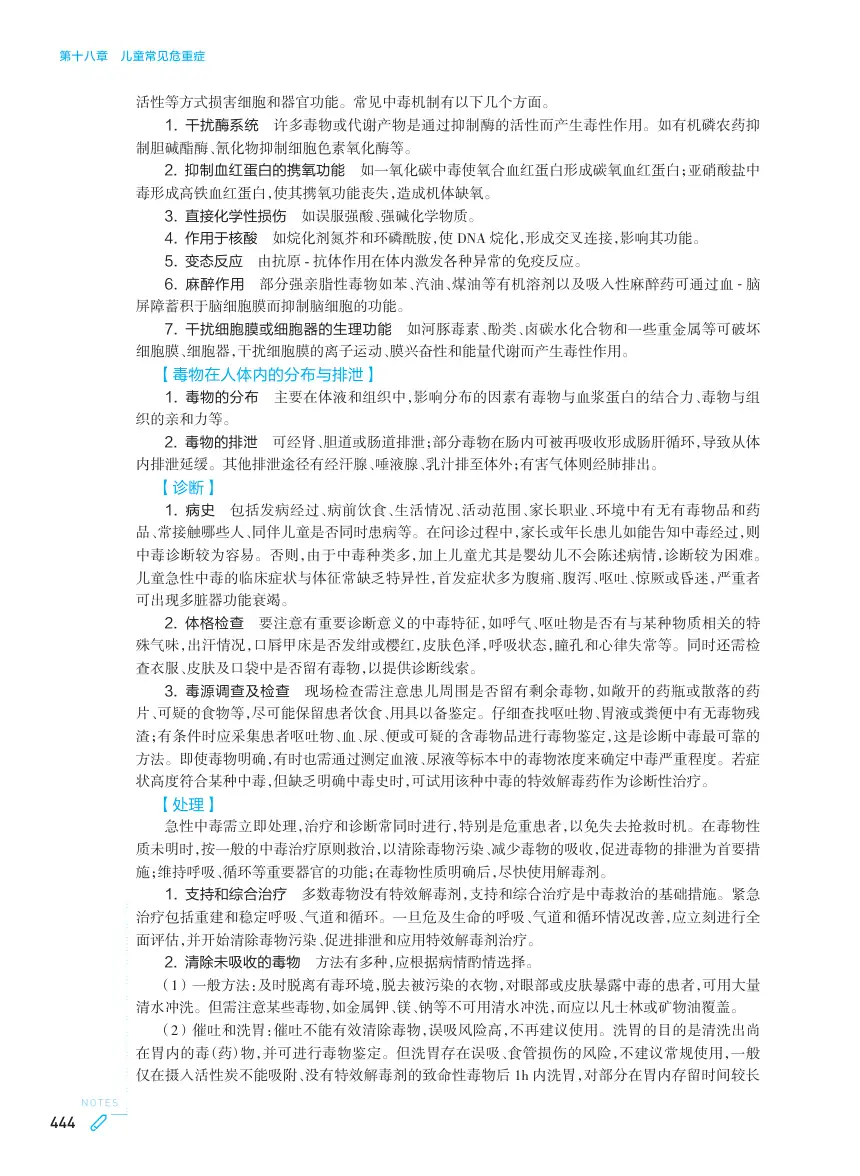 第十八章 儿童常见危重症
活性等方式损害细胞和器官功能。常见中毒机制有以下几个方面。
1. 干扰酶系统 许多毒物或代谢产物是通过抑制酶的活性而产生毒性作用。如有机磷农药抑
制胆碱酯酶、氰化物抑制细胞色素氧化酶等。
2. 抑制血红蛋白的携氧功能 如一氧化碳中毒使氧合血红蛋白形成碳氧血红蛋白；亚硝酸盐中
毒形成高铁血红蛋白，使其携氧功能丧失，造成机体缺氧。
3. 直接化学性损伤 如误服强酸、强碱化学物质。
4. 作用于核酸 如烷化剂氮芥和环磷酰胺，使 DNA 烷化，形成交叉连接，影响其功能。
5. 变态反应 由抗原 - 抗体作用在体内激发各种异常的免疫反应。
6. 麻醉作用 部分强亲脂性毒物如苯、汽油、煤油等有机溶剂以及吸入性麻醉药可通过血 - 脑
屏障蓄积于脑细胞膜而抑制脑细胞的功能。
7. 干扰细胞膜或细胞器的生理功能 如河豚毒素、酚类、卤碳水化合物和一些重金属等可破坏
细胞膜、细胞器，干扰细胞膜的离子运动、膜兴奋性和能量代谢而产生毒性作用。
【毒物在人体内的分布与排泄】
1. 毒物的分布 主要在体液和组织中，影响分布的因素有毒物与血浆蛋白的结合力、毒物与组
织的亲和力等。
2. 毒物的排泄 可经肾、胆道或肠道排泄；部分毒物在肠内可被再吸收形成肠肝循环，导致从体
内排泄延缓。其他排泄途径有经汗腺、唾液腺、乳汁排至体外；有害气体则经肺排出。
【诊断】
1. 病史 包括发病经过、病前饮食、生活情况、活动范围、家长职业、环境中有无有毒物品和药
品、常接触哪些人、同伴儿童是否同时患病等。在问诊过程中，家长或年长患儿如能告知中毒经过，则
中毒诊断较为容易。否则，由于中毒种类多，加上儿童尤其是婴幼儿不会陈述病情，诊断较为困难。
儿童急性中毒的临床症状与体征常缺乏特异性，首发症状多为腹痛、腹泻、呕吐、惊厥或昏迷，严重者
可出现多脏器功能衰竭。
2. 体格检查 要注意有重要诊断意义的中毒特征，如呼气、呕吐物是否有与某种物质相关的特
殊气味，出汗情况，口唇甲床是否发绀或樱红，皮肤色泽，呼吸状态，瞳孔和心律失常等。同时还需检
查衣服、皮肤及口袋中是否留有毒物，以提供诊断线索。
3. 毒源调查及检查 现场检查需注意患儿周围是否留有剩余毒物，如敞开的药瓶或散落的药
片、可疑的食物等，尽可能保留患者饮食、用具以备鉴定。仔细查找呕吐物、胃液或粪便中有无毒物残
渣；有条件时应采集患者呕吐物、血、尿、便或可疑的含毒物品进行毒物鉴定，这是诊断中毒最可靠的
方法。即使毒物明确，有时也需通过测定血液、尿液等标本中的毒物浓度来确定中毒严重程度。若症
状高度符合某种中毒，但缺乏明确中毒史时，可试用该种中毒的特效解毒药作为诊断性治疗。
【处理】
急性中毒需立即处理，治疗和诊断常同时进行，特别是危重患者，以免失去抢救时机。在毒物性
质未明时，按一般的中毒治疗原则救治，以清除毒物污染、减少毒物的吸收，促进毒物的排泄为首要措
施；维持呼吸、循环等重要器官的功能；在毒物性质明确后，尽快使用解毒剂。
1. 支持和综合治疗 多数毒物没有特效解毒剂，支持和综合治疗是中毒救治的基础措施。紧急
治疗包括重建和稳定呼吸、气道和循环。一旦危及生命的呼吸、气道和循环情况改善，应立刻进行全
面评估，并开始清除毒物污染、促进排泄和应用特效解毒剂治疗。
2. 清除未吸收的毒物 方法有多种，应根据病情酌情选择。
（1）一般方法：及时脱离有毒环境，脱去被污染的衣物，对眼部或皮肤暴露中毒的患者，可用大量
清水冲洗。但需注意某些毒物，如金属钾、镁、钠等不可用清水冲洗，而应以凡士林或矿物油覆盖。
（2）催吐和洗胃：催吐不能有效清除毒物，误吸风险高，不再建议使用。洗胃的目的是清洗出尚
在胃内的毒（药）物，并可进行毒物鉴定。但洗胃存在误吸、食管损伤的风险，不建议常规使用，一般
仅在摄入活性炭不能吸附、没有特效解毒剂的致命性毒物后 1h 内洗胃，对部分在胃内存留时间较长
NOTES
444